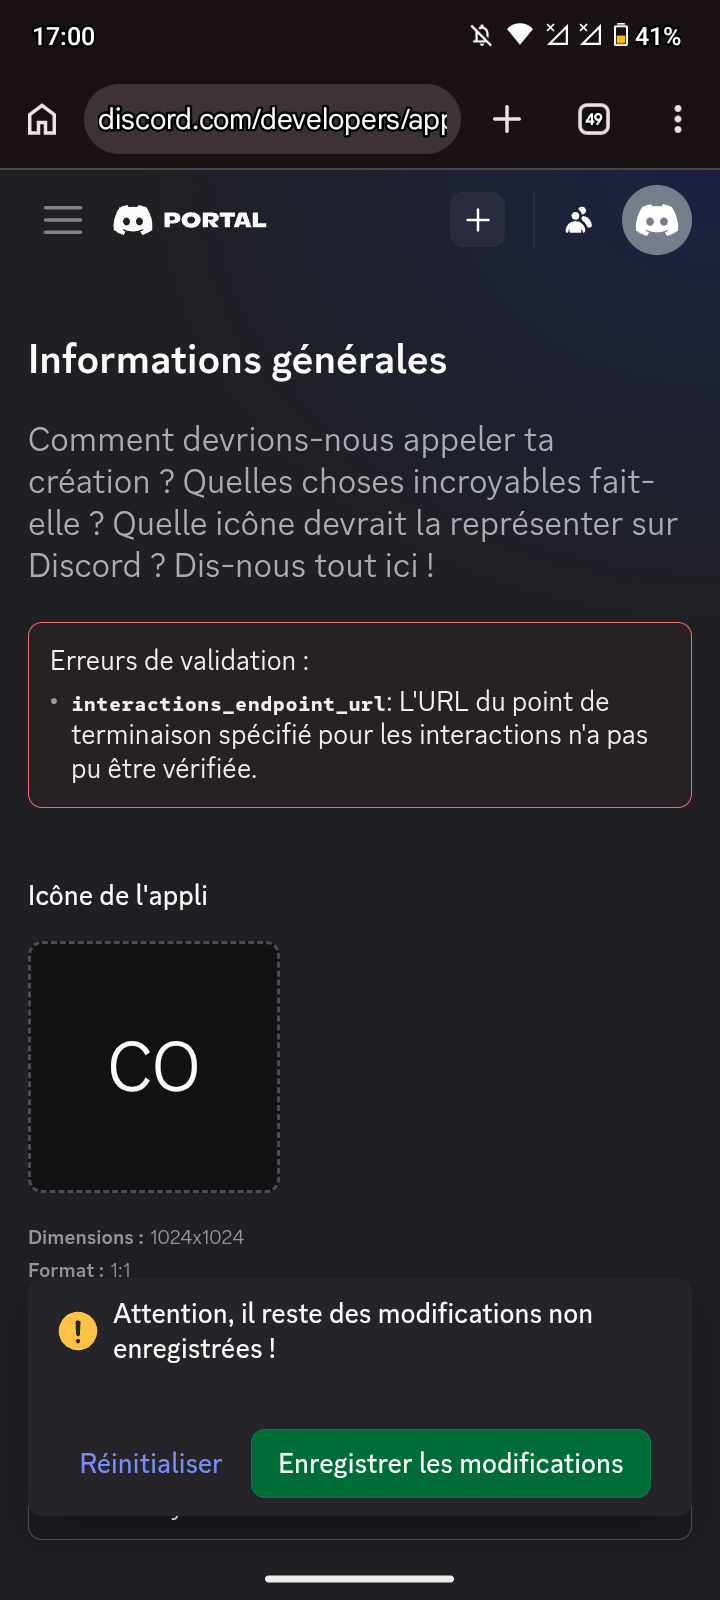 17:00
41%
discord.com/developers/app
49
PORTAL
Informations générales
Comment devrions-nous appeler ta
création ? Quelles choses incroyables fait-
elle ? Quelle icône devrait la représenter sur
Discord ? Dis-nous tout ici !
Erreurs de validation :
• interactions_endpoint_url: L'URL du point de
terminaison spécifié pour les interactions n'a pas
pu être vérifiée.
Icône de l'appli
CO
Dimensions : 1024x1024
Format : 1:1
Attention, il reste des modifications non
enregistrées !
Réinitialiser
Enregistrer les modifications